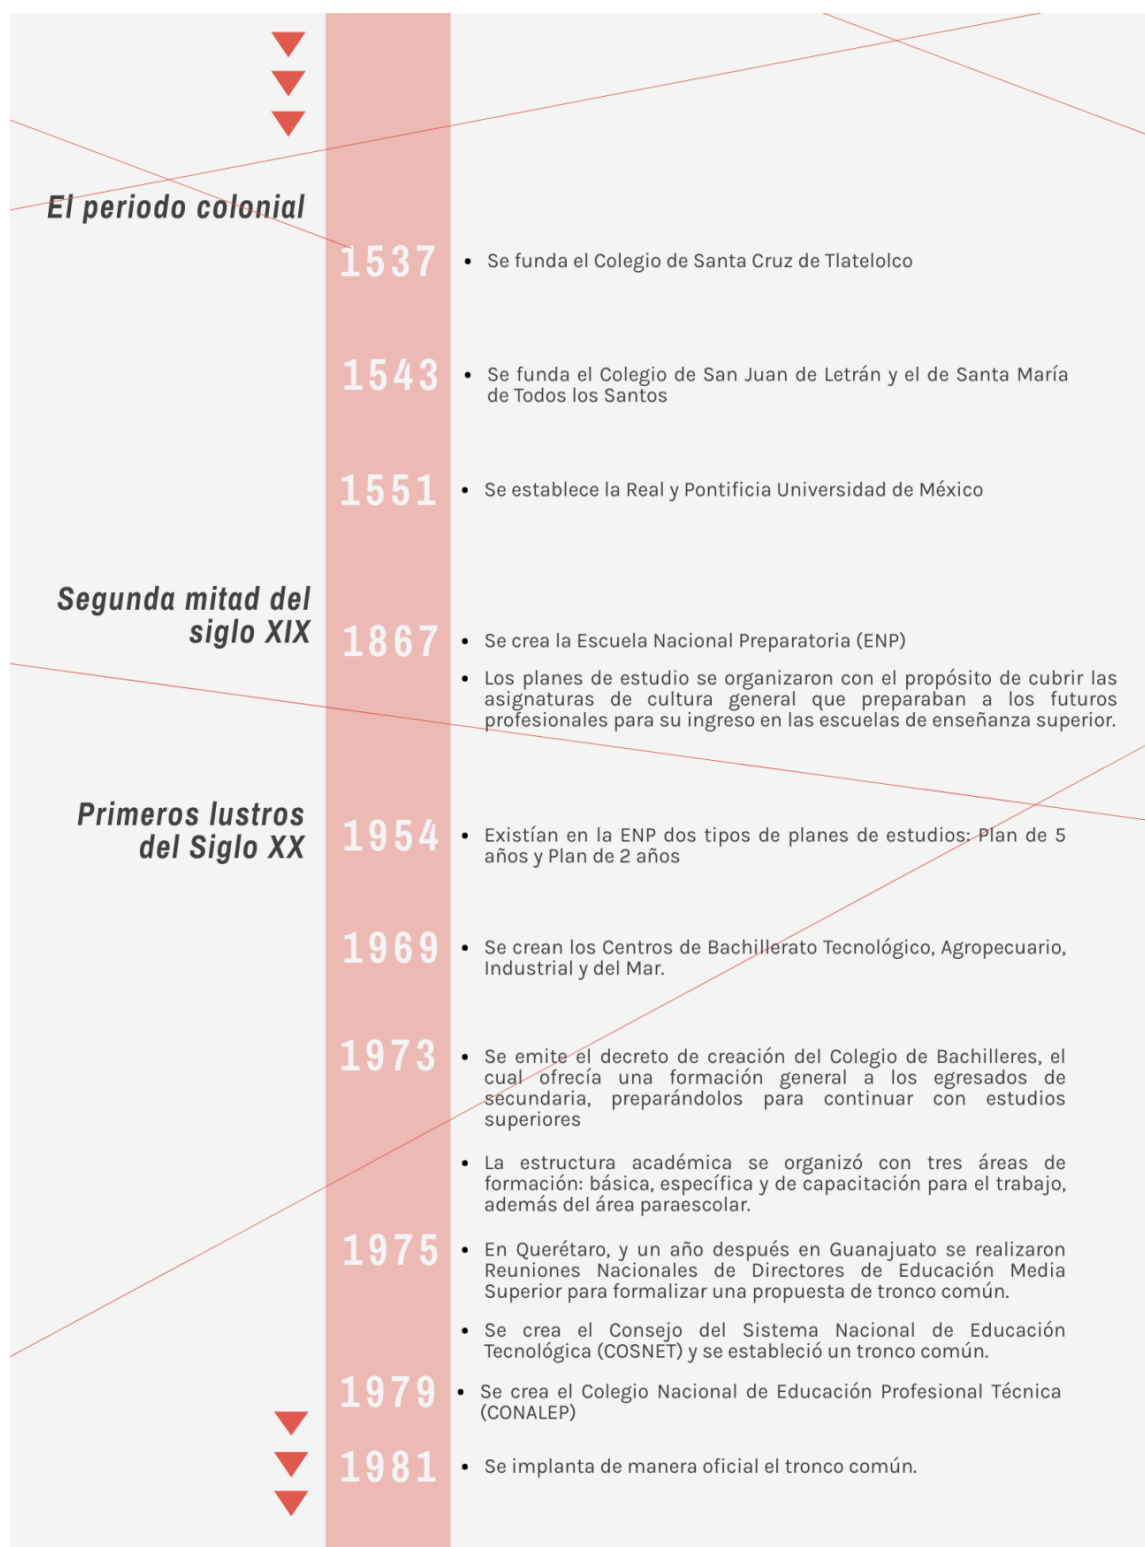 El periodo colonial
1537
Se funda el Colegio de Santa Cruz de Tlatelolco
1543
Se funda el Colegio de San Juan de Letrán y el de Santa María
de Todos los Santos
1551
Se establece la Real y Pontificia Universidad de México
Segunda mitad del
siglo XIX
1867
Se crea la Escuela Nacional Preparatoria (ENP)
Los planes de estudio se organizaron con el propósito de cubrir las
asignaturas de cultura general que preparaban a los futuros
profesionales para su ingreso en las escuelas de enseñanza superior.
Primeros lustros
del Siglo XX
1954
Existían en la ENP dos tipos de planes de estudios: Plan de 5
años y Plan de 2 años
1969
Se crean los Centros de Bachillerato Tecnológico, Agropecuario,
Industrial y del Mar.
1973
Se emite el decreto de creación del Colegio de Bachilleres, el
cual ofrecía una formación general a los egresados de
secundaria, preparándolos para continuar con estudios
superiores
La estructura académica se organizó con tres áreas de
formación: básica, específica y de capacitación para el trabajo,
además del área paraescolar.
1975
En Querétaro, y un año después en Guanajuato se realizaron
Reuniones Nacionales de Directores de Educación Media
Superior para formalizar una propuesta de tronco común.
Se crea el Consejo del Sistema Nacional de Educación
Tecnológica (COSNET) y se estableció un tronco común.
1979
Se crea el Colegio Nacional de Educación Profesional Técnica
(CONALEP)
1981
Se implanta de manera oficial el tronco común.